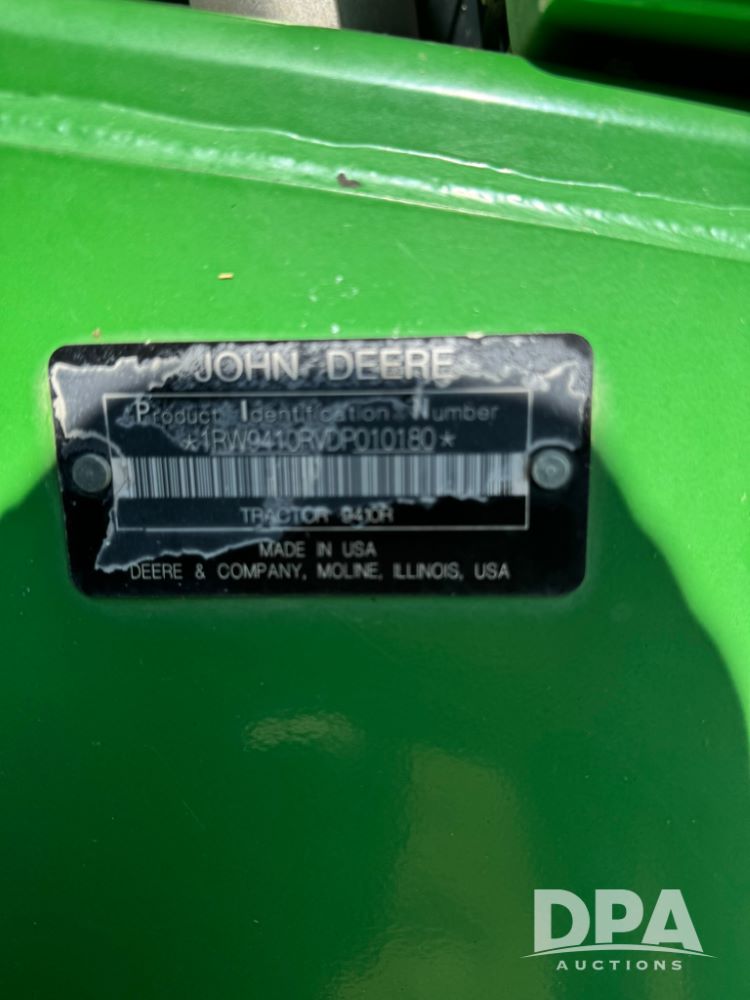 JOHN DEERE
Product Identification Number
*1RW9410RVDP010180*
TRACTOR 9410R
MADE IN USA
DEERE & COMPANY, MOLINE, ILLINOIS, USA
DPA
AUCTIONS